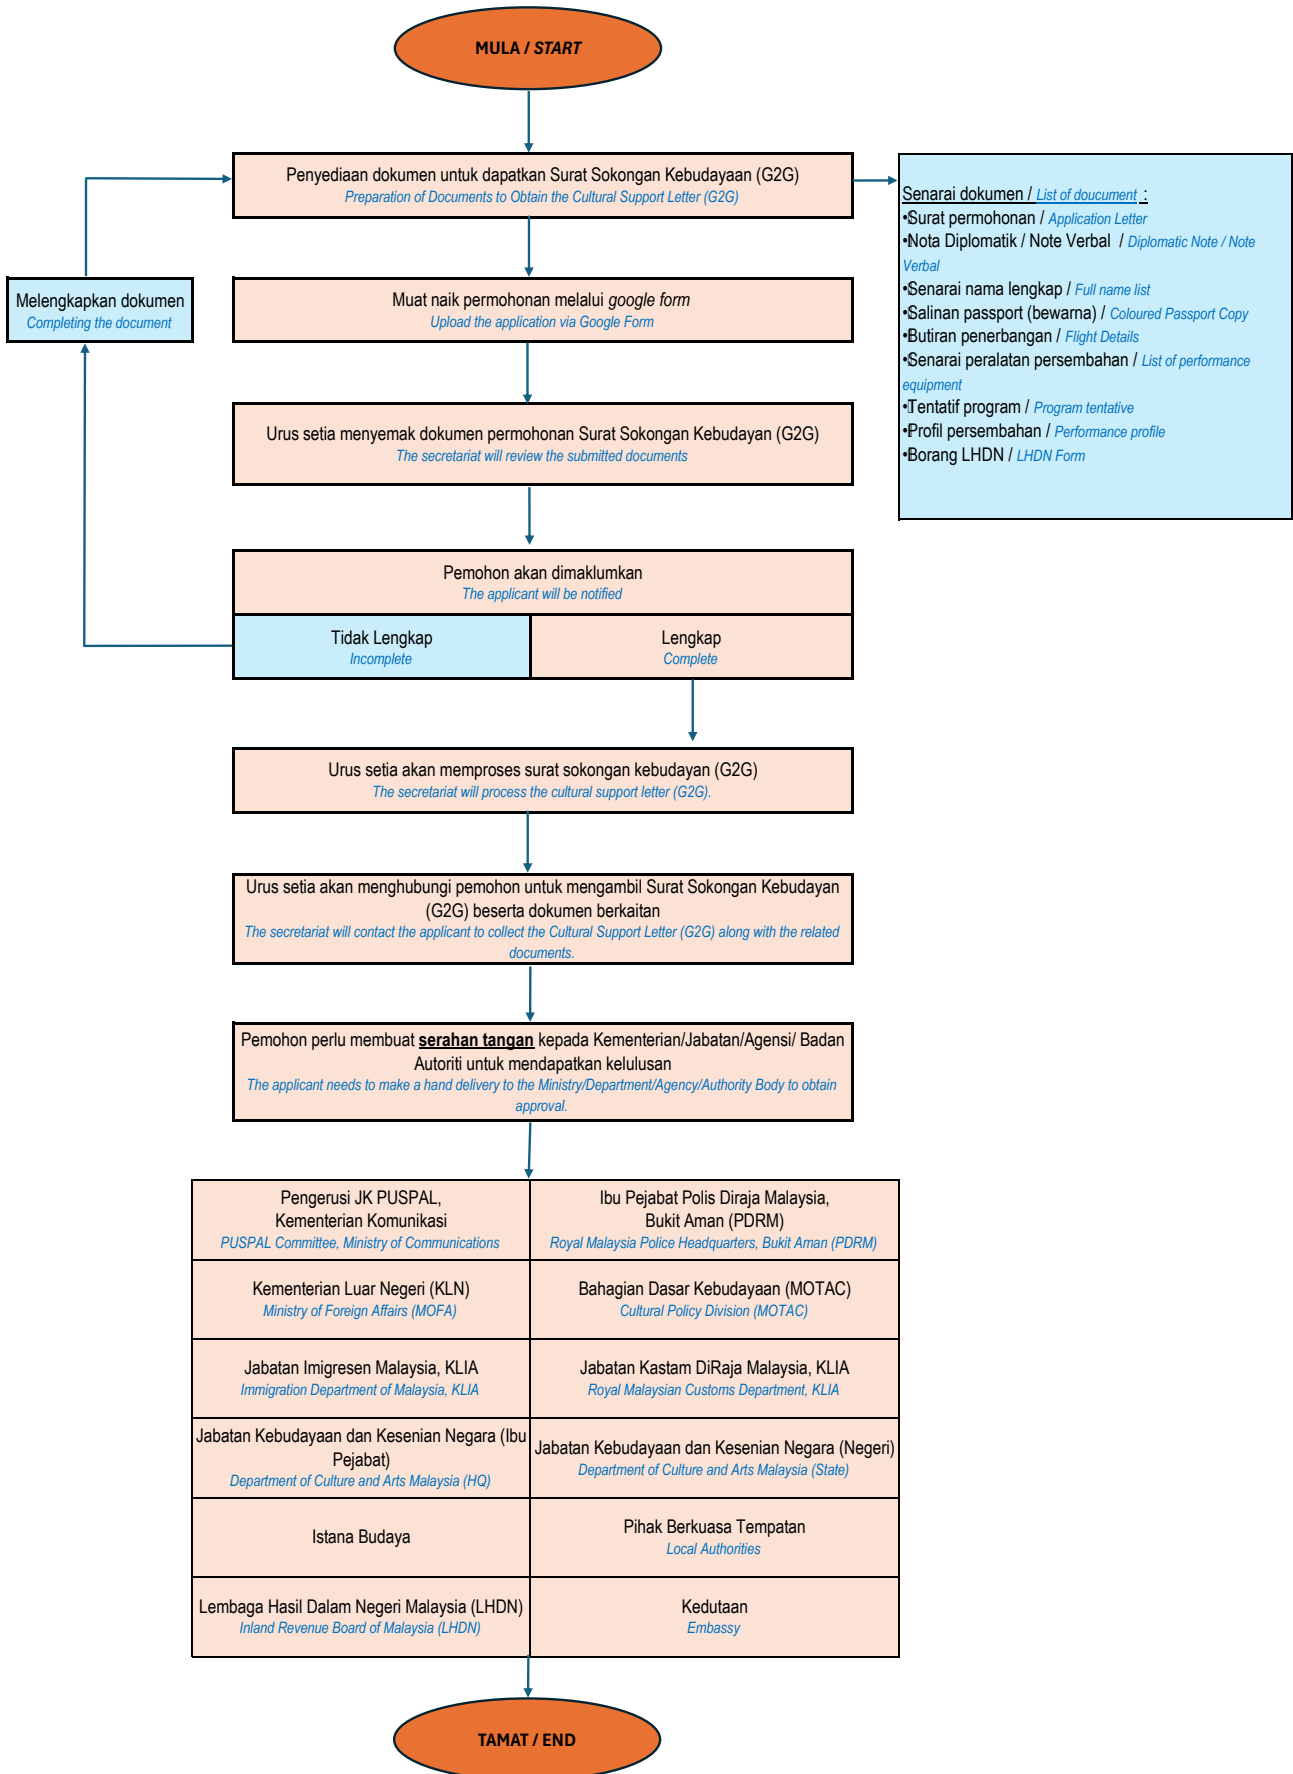 MULA / START
Penyediaan dokumen untuk dapatkan Surat Sokongan Kebudayaan (G2G)
Preparation of Documents to Obtain the Cultural Support Letter (G2G)
Senarai dokumen / List of doucument :
•Surat permohonan / Application Letter
•Nota Diplomatik / Note Verbal / Diplomatic Note / Note
Verbal
•Senarai nama lengkap / Full name list
•Salinan passport (bewarna) / Coloured Passport Copy
•Butiran penerbangan / Flight Details
•Senarai peralatan persembahan / List of performance
equipment
•Tentatif program / Program tentative
•Profil persembahan / Performance profile
•Borang LHDN / LHDN Form
Melengkapkan dokumen
Completing the document
Muat naik permohonan melalui google form
Upload the application via Google Form
Urus setia menyemak dokumen permohonan Surat Sokongan Kebudayan (G2G)
The secretariat will review the submitted documents
Pemohon akan dimaklumkan
The applicant will be notified
Tidak Lengkap
Incomplete
Lengkap
Complete
Urus setia akan memproses surat sokongan kebudayan (G2G)
The secretariat will process the cultural support letter (G2G).
Urus setia akan menghubungi pemohon untuk mengambil Surat Sokongan Kebudayan
(G2G) beserta dokumen berkaitan
The secretariat will contact the applicant to collect the Cultural Support Letter (G2G) along with the related
documents.
Pemohon perlu membuat serahan tangan kepada Kementerian/Jabatan/Agensi/ Badan
Autoriti untuk mendapatkan kelulusan
The applicant needs to make a hand delivery to the Ministry/Department/Agency/Authority Body to obtain
approval.
Pengerusi JK PUSPAL,
Kementerian Komunikasi
PUSPAL Committee, Ministry of Communications
Ibu Pejabat Polis Diraja Malaysia,
Bukit Aman (PDRM)
Royal Malaysia Police Headquarters, Bukit Aman (PDRM)
Kementerian Luar Negeri (KLN)
Ministry of Foreign Affairs (MOFA)
Bahagian Dasar Kebudayaan (MOTAC)
Cultural Policy Division (MOTAC)
Jabatan Imigresen Malaysia, KLIA
Immigration Department of Malaysia, KLIA
Jabatan Kastam DiRaja Malaysia, KLIA
Royal Malaysian Customs Department, KLIA
Jabatan Kebudayaan dan Kesenian Negara (Ibu
Pejabat)
Department of Culture and Arts Malaysia (HQ)
Jabatan Kebudayaan dan Kesenian Negara (Negeri)
Department of Culture and Arts Malaysia (State)
Istana Budaya
Pihak Berkuasa Tempatan
Local Authorities
Lembaga Hasil Dalam Negeri Malaysia (LHDN)
Inland Revenue Board of Malaysia (LHDN)
Kedutaan
Embassy
TAMAT / END